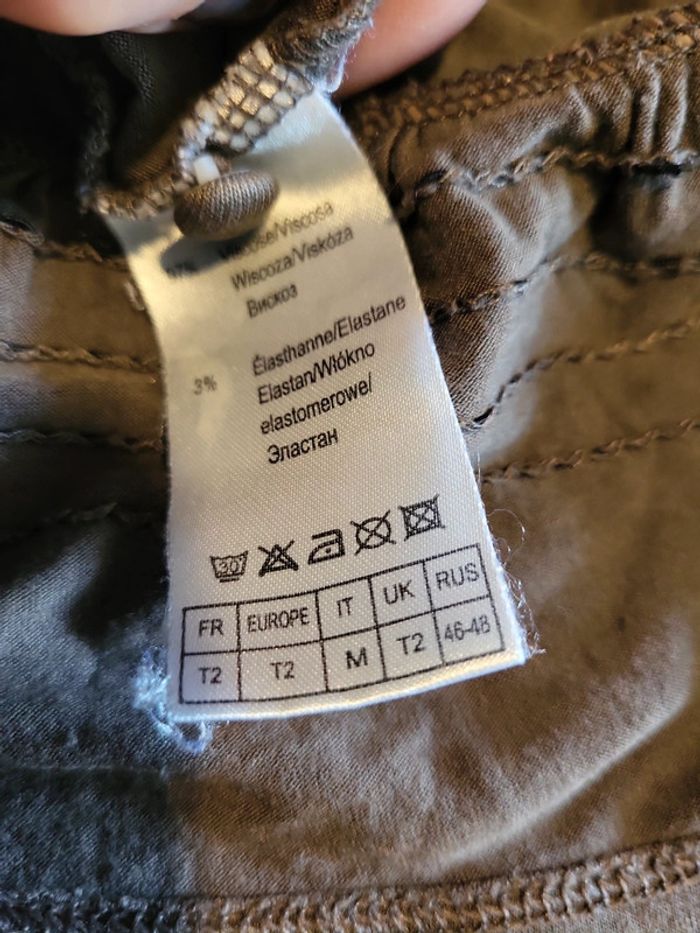 97% Viscose/Viscosa
Wiscoza/Viskóza
Вискоз
3% Élasthanne/Elastane
Elastan/Włókno
elastomerowe/
Эластан
30
FR EUROPE IT UK RUS
T2 T2 M T2 46-48